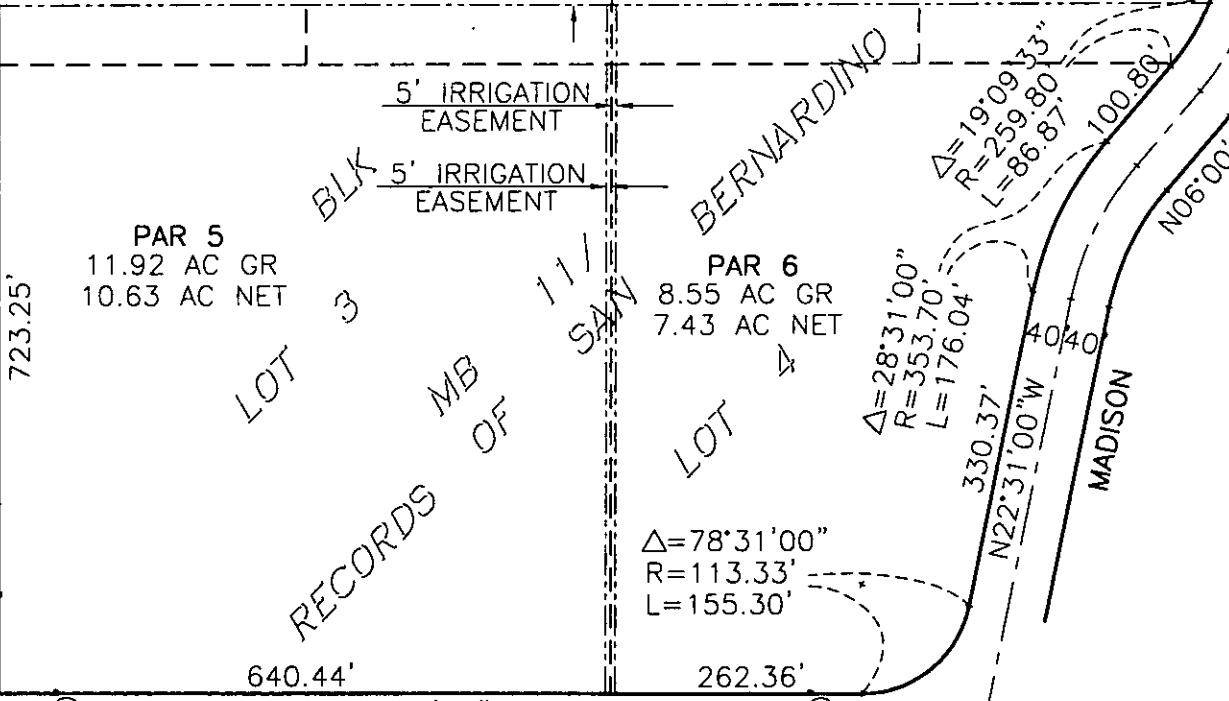 5' IRRIGATION
EASEMENT
5' IRRIGATION
EASEMENT
BLK
PAR 5
11.92 AC GR
10.63 AC NET
723.25'
LOT 3
MB 11/
RECORDS OF SAN BERNARDINO
PAR 6
8.55 AC GR
7.43 AC NET
LOT 4
Δ=19°09'33"
R=259.80'
L=86.87'
100.80'
N06°00'
Δ=28°31'00"
R=353.70'
L=176.04'
40' 40'
330.37'
N22°31'00"W
MADISON
Δ=78°31'00"
R=113.33'
L=155.30'
640.44'
262.36'